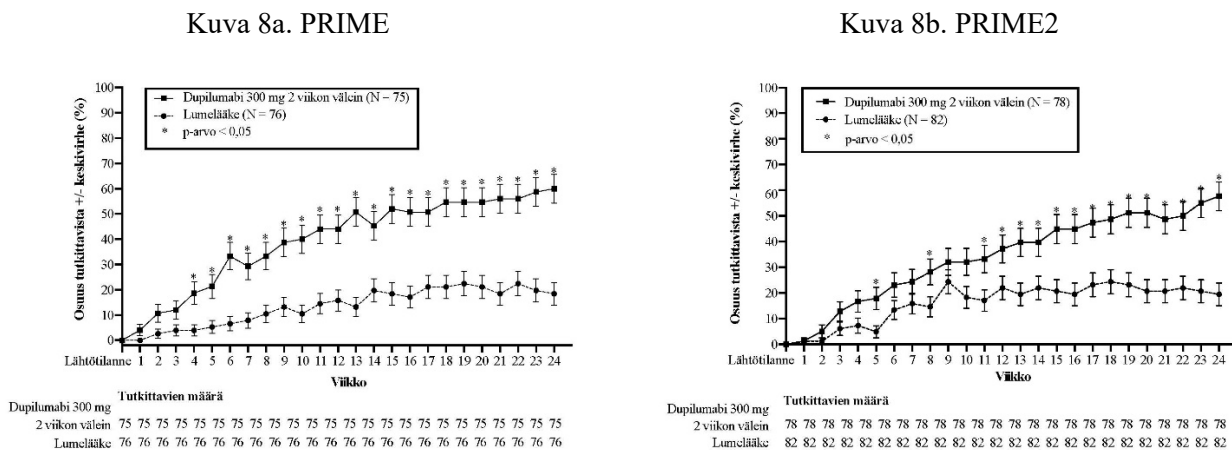 Kuva 8a. PRIME
100
90
80
70
60
50
40
30
20
10
0
Osuus tutkittavista +/- keskivirhe (%)
Dupilumabi 300 mg 2 viikon välein (N = 75)
Lumelääke (N = 76)
* p-arvo < 0,05
Lähtötilanne 1 2 3 4 5 6 7 8 9 10 11 12 13 14 15 16 17 18 19 20 21 22 23 24
Viikko
Tutkittavien määrä
Dupilumabi 300 mg
2 viikon välein 75 75 75 75 75 75 75 75 75 75 75 75 75 75 75 75 75 75 75 75 75 75 75 75 75
Lumelääke 76 76 76 76 76 76 76 76 76 76 76 76 76 76 76 76 76 76 76 76 76 76 76 76 76
Kuva 8b. PRIME2
100
90
80
70
60
50
40
30
20
10
0
Osuus tutkittavista +/- keskivirhe (%)
Dupilumabi 300 mg 2 viikon välein (N = 78)
Lumelääke (N = 82)
* p-arvo < 0,05
Lähtötilanne 1 2 3 4 5 6 7 8 9 10 11 12 13 14 15 16 17 18 19 20 21 22 23 24
Viikko
Tutkittavien määrä
Dupilumabi 300 mg
2 viikon välein 78 78 78 78 78 78 78 78 78 78 78 78 78 78 78 78 78 78 78 78 78 78 78 78 78
Lumelääke 82 82 82 82 82 82 82 82 82 82 82 82 82 82 82 82 82 82 82 82 82 82 82 82 82